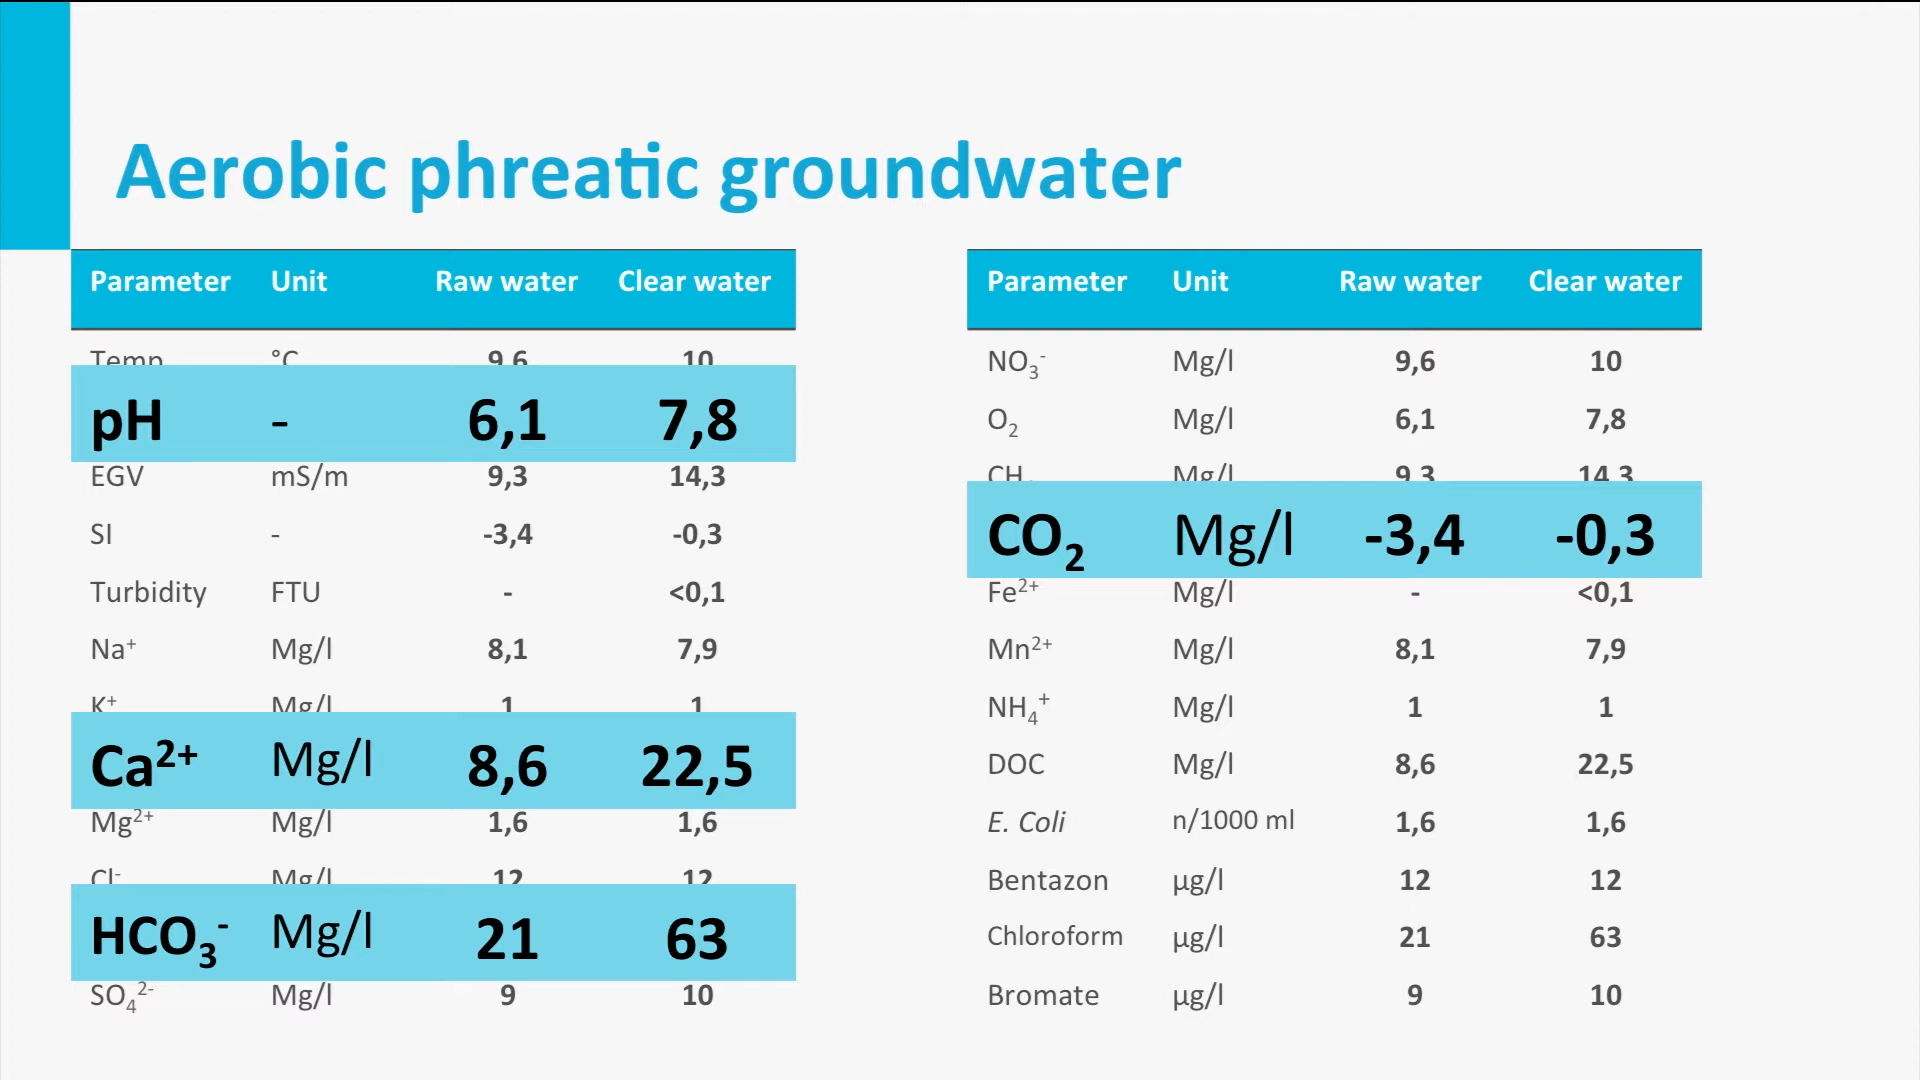 Aerobic phreatic groundwater
Parameter Unit Raw water Clear water
Temp °C 9,6 10
pH - 6,1 7,8
EGV mS/m 9,3 14,3
SI - -3,4 -0,3
Turbidity FTU - <0,1
Na⁺ Mg/l 8,1 7,9
K⁺ Mg/l 1 1
Ca²⁺ Mg/l 8,6 22,5
Mg²⁺ Mg/l 1,6 1,6
Cl⁻ Mg/l 12 12
HCO₃⁻ Mg/l 21 63
SO₄²⁻ Mg/l 9 10
Parameter Unit Raw water Clear water
NO₃⁻ Mg/l 9,6 10
O₂ Mg/l 6,1 7,8
CH Mg/l 9,3 14,3
CO₂ Mg/l -3,4 -0,3
Fe²⁺ Mg/l - <0,1
Mn²⁺ Mg/l 8,1 7,9
NH₄⁺ Mg/l 1 1
DOC Mg/l 8,6 22,5
E. Coli n/1000 ml 1,6 1,6
Bentazon µg/l 12 12
Chloroform µg/l 21 63
Bromate µg/l 9 10